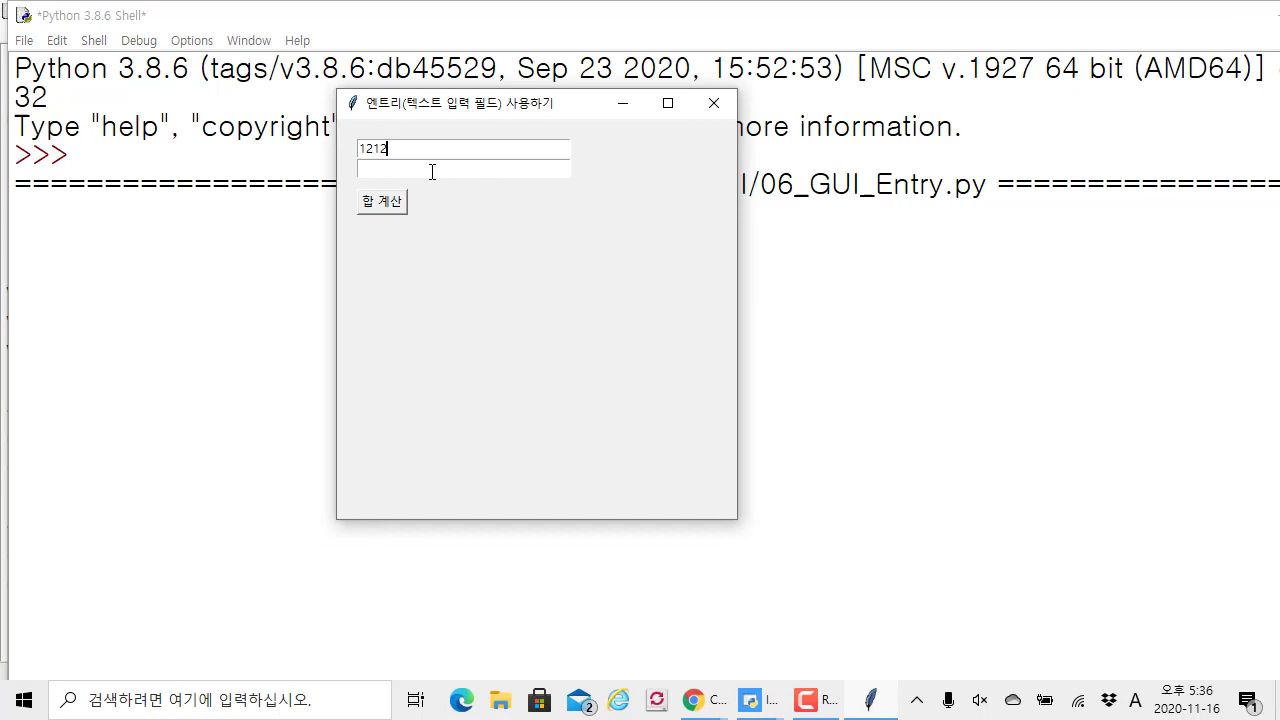 *Python 3.8.6 Shell*
File Edit Shell Debug Options Window Help
Python 3.8.6 (tags/v3.8.6:db45529, Sep 23 2020, 15:52:53) [MSC v.1927 64 bit (AMD64)]
32
Type "help", "copyright" more information.
>>>
====================== I/06_GUI_Entry.py ================
엔트리(텍스트 입력 필드) 사용하기
1212
합 계산
검색하려면 여기에 입력하십시오.
2
C...
I...
R...
A
오후 5:36
2020-11-16
1